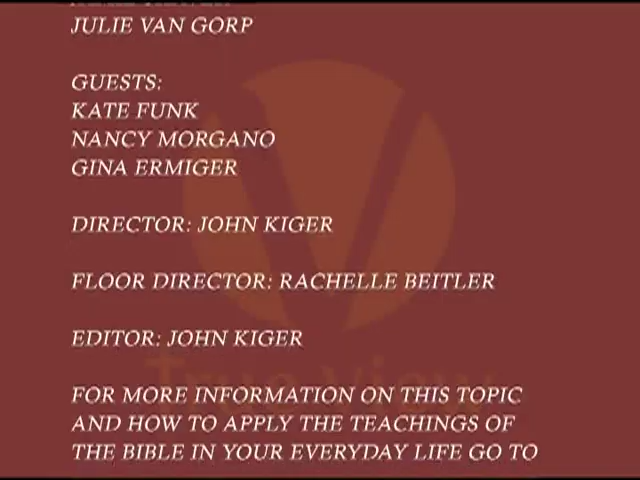 JULIE VAN GORP
GUESTS:
KATE FUNK
NANCY MORGANO
GINA ERMIGER
DIRECTOR: JOHN KIGER
FLOOR DIRECTOR: RACHELLE BEITLER
EDITOR: JOHN KIGER
True View
FOR MORE INFORMATION ON THIS TOPIC
AND HOW TO APPLY THE TEACHINGS OF
THE BIBLE IN YOUR EVERYDAY LIFE GO TO